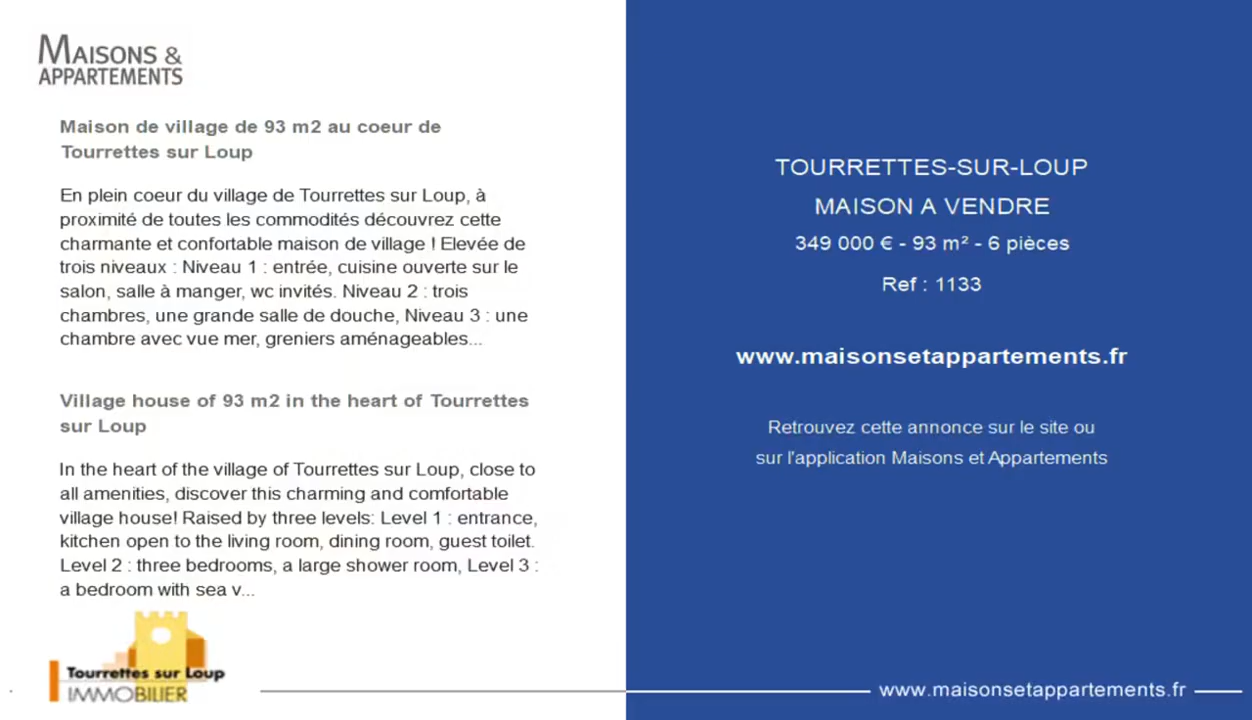 MAISONS &
APPARTEMENTS
Maison de village de 93 m2 au coeur de
Tourrettes sur Loup
En plein coeur du village de Tourrettes sur Loup, à
proximité de toutes les commodités découvrez cette
charmante et confortable maison de village ! Elevée de
trois niveaux : Niveau 1 : entrée, cuisine ouverte sur le
salon, salle à manger, wc invités. Niveau 2 : trois
chambres, une grande salle de douche, Niveau 3 : une
chambre avec vue mer, greniers aménageables...
Village house of 93 m2 in the heart of Tourrettes
sur Loup
In the heart of the village of Tourrettes sur Loup, close to
all amenities, discover this charming and comfortable
village house! Raised by three levels: Level 1 : entrance,
kitchen open to the living room, dining room, guest toilet.
Level 2 : three bedrooms, a large shower room, Level 3 :
a bedroom with sea v...
Tourrettes sur Loup
IMMOBILIER
TOURRETTES-SUR-LOUP
MAISON A VENDRE
349 000 € - 93 m² - 6 pièces
Ref : 1133
www.maisonsetappartements.fr
Retrouvez cette annonce sur le site ou
sur l'application Maisons et Appartements
www.maisonsetappartements.fr